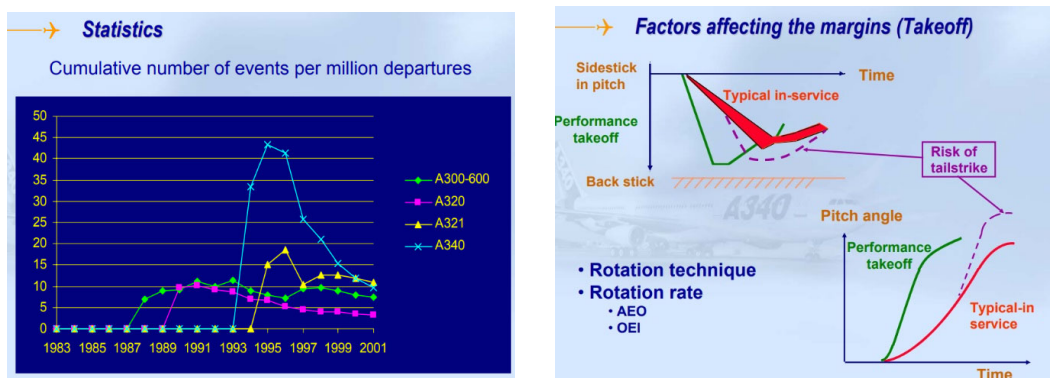 Statistics
Cumulative number of events per million departures
50
45
40
35
30
25
20
15
10
5
0
1983 1985 1987 1989 1991 1993 1995 1997 1999 2001
A300-600
A320
A321
A340
Factors affecting the margins (Takeoff)
Sidestick
in pitch
Time
Typical in-service
Performance
takeoff
Risk of
tailstrike
Back stick
A340
Pitch angle
Performance
takeoff
• Rotation technique
• Rotation rate
• AEO
• OEI
Typical-in
service
Time